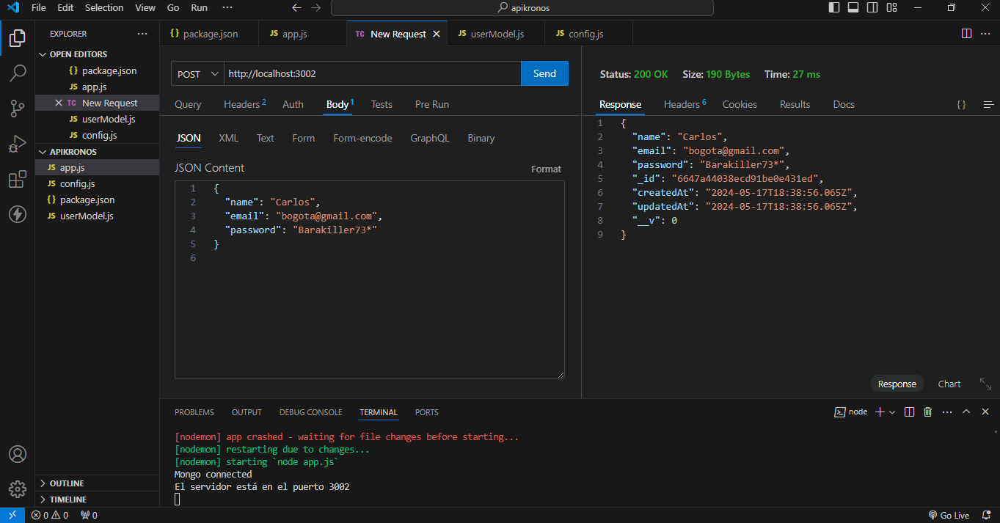 File Edit Selection View Go Run ··· apikronos
EXPLORER ···
OPEN EDITORS
{} package.json
JS app.js
TC New Request
JS userModel.js
JS config.js
APIKRONOS
JS app.js
JS config.js
{} package.json
JS userModel.js
OUTLINE
TIMELINE
{} package.json JS app.js TC New Request JS userModel.js JS config.js ···
POST http://localhost:3002 Send
Query Headers 2 Auth Body 1 Tests Pre Run
JSON XML Text Form Form-encode GraphQL Binary
JSON Content Format
1 {
2 "name": "Carlos",
3 "email": "bogota@gmail.com",
4 "password": "Barakiller73*"
5 }
6
Status: 200 OK Size: 190 Bytes Time: 27 ms
Response Headers 6 Cookies Results Docs {}
1 {
2 "name": "Carlos",
3 "email": "bogota@gmail.com",
4 "password": "Barakiller73*",
5 "_id": "6647a44038ecd91be0e431ed",
6 "createdAt": "2024-05-17T18:38:56.065Z",
7 "updatedAt": "2024-05-17T18:38:56.065Z",
8 "__v": 0
9 }
Response Chart
PROBLEMS OUTPUT DEBUG CONSOLE TERMINAL PORTS node ···
[nodemon] app crashed - waiting for file changes before starting...
[nodemon] restarting due to changes...
[nodemon] starting `node app.js`
Mongo connected
El servidor está en el puerto 3002
0 0 0 Go Live